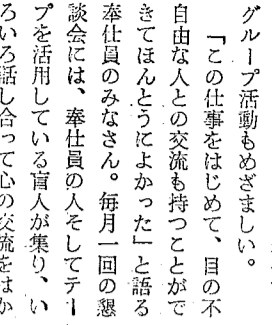 グループ活動もめざましい。
「この仕事をはじめて、目の不
自由な人との交流も持つことがで
きてほんとうによかった」と語る
奉仕員のみなさん。毎月一回の懇
談会には、奉仕員の人そしてテー
プを活用している盲人が集り、い
ろいろ話し合って心の交流をはか